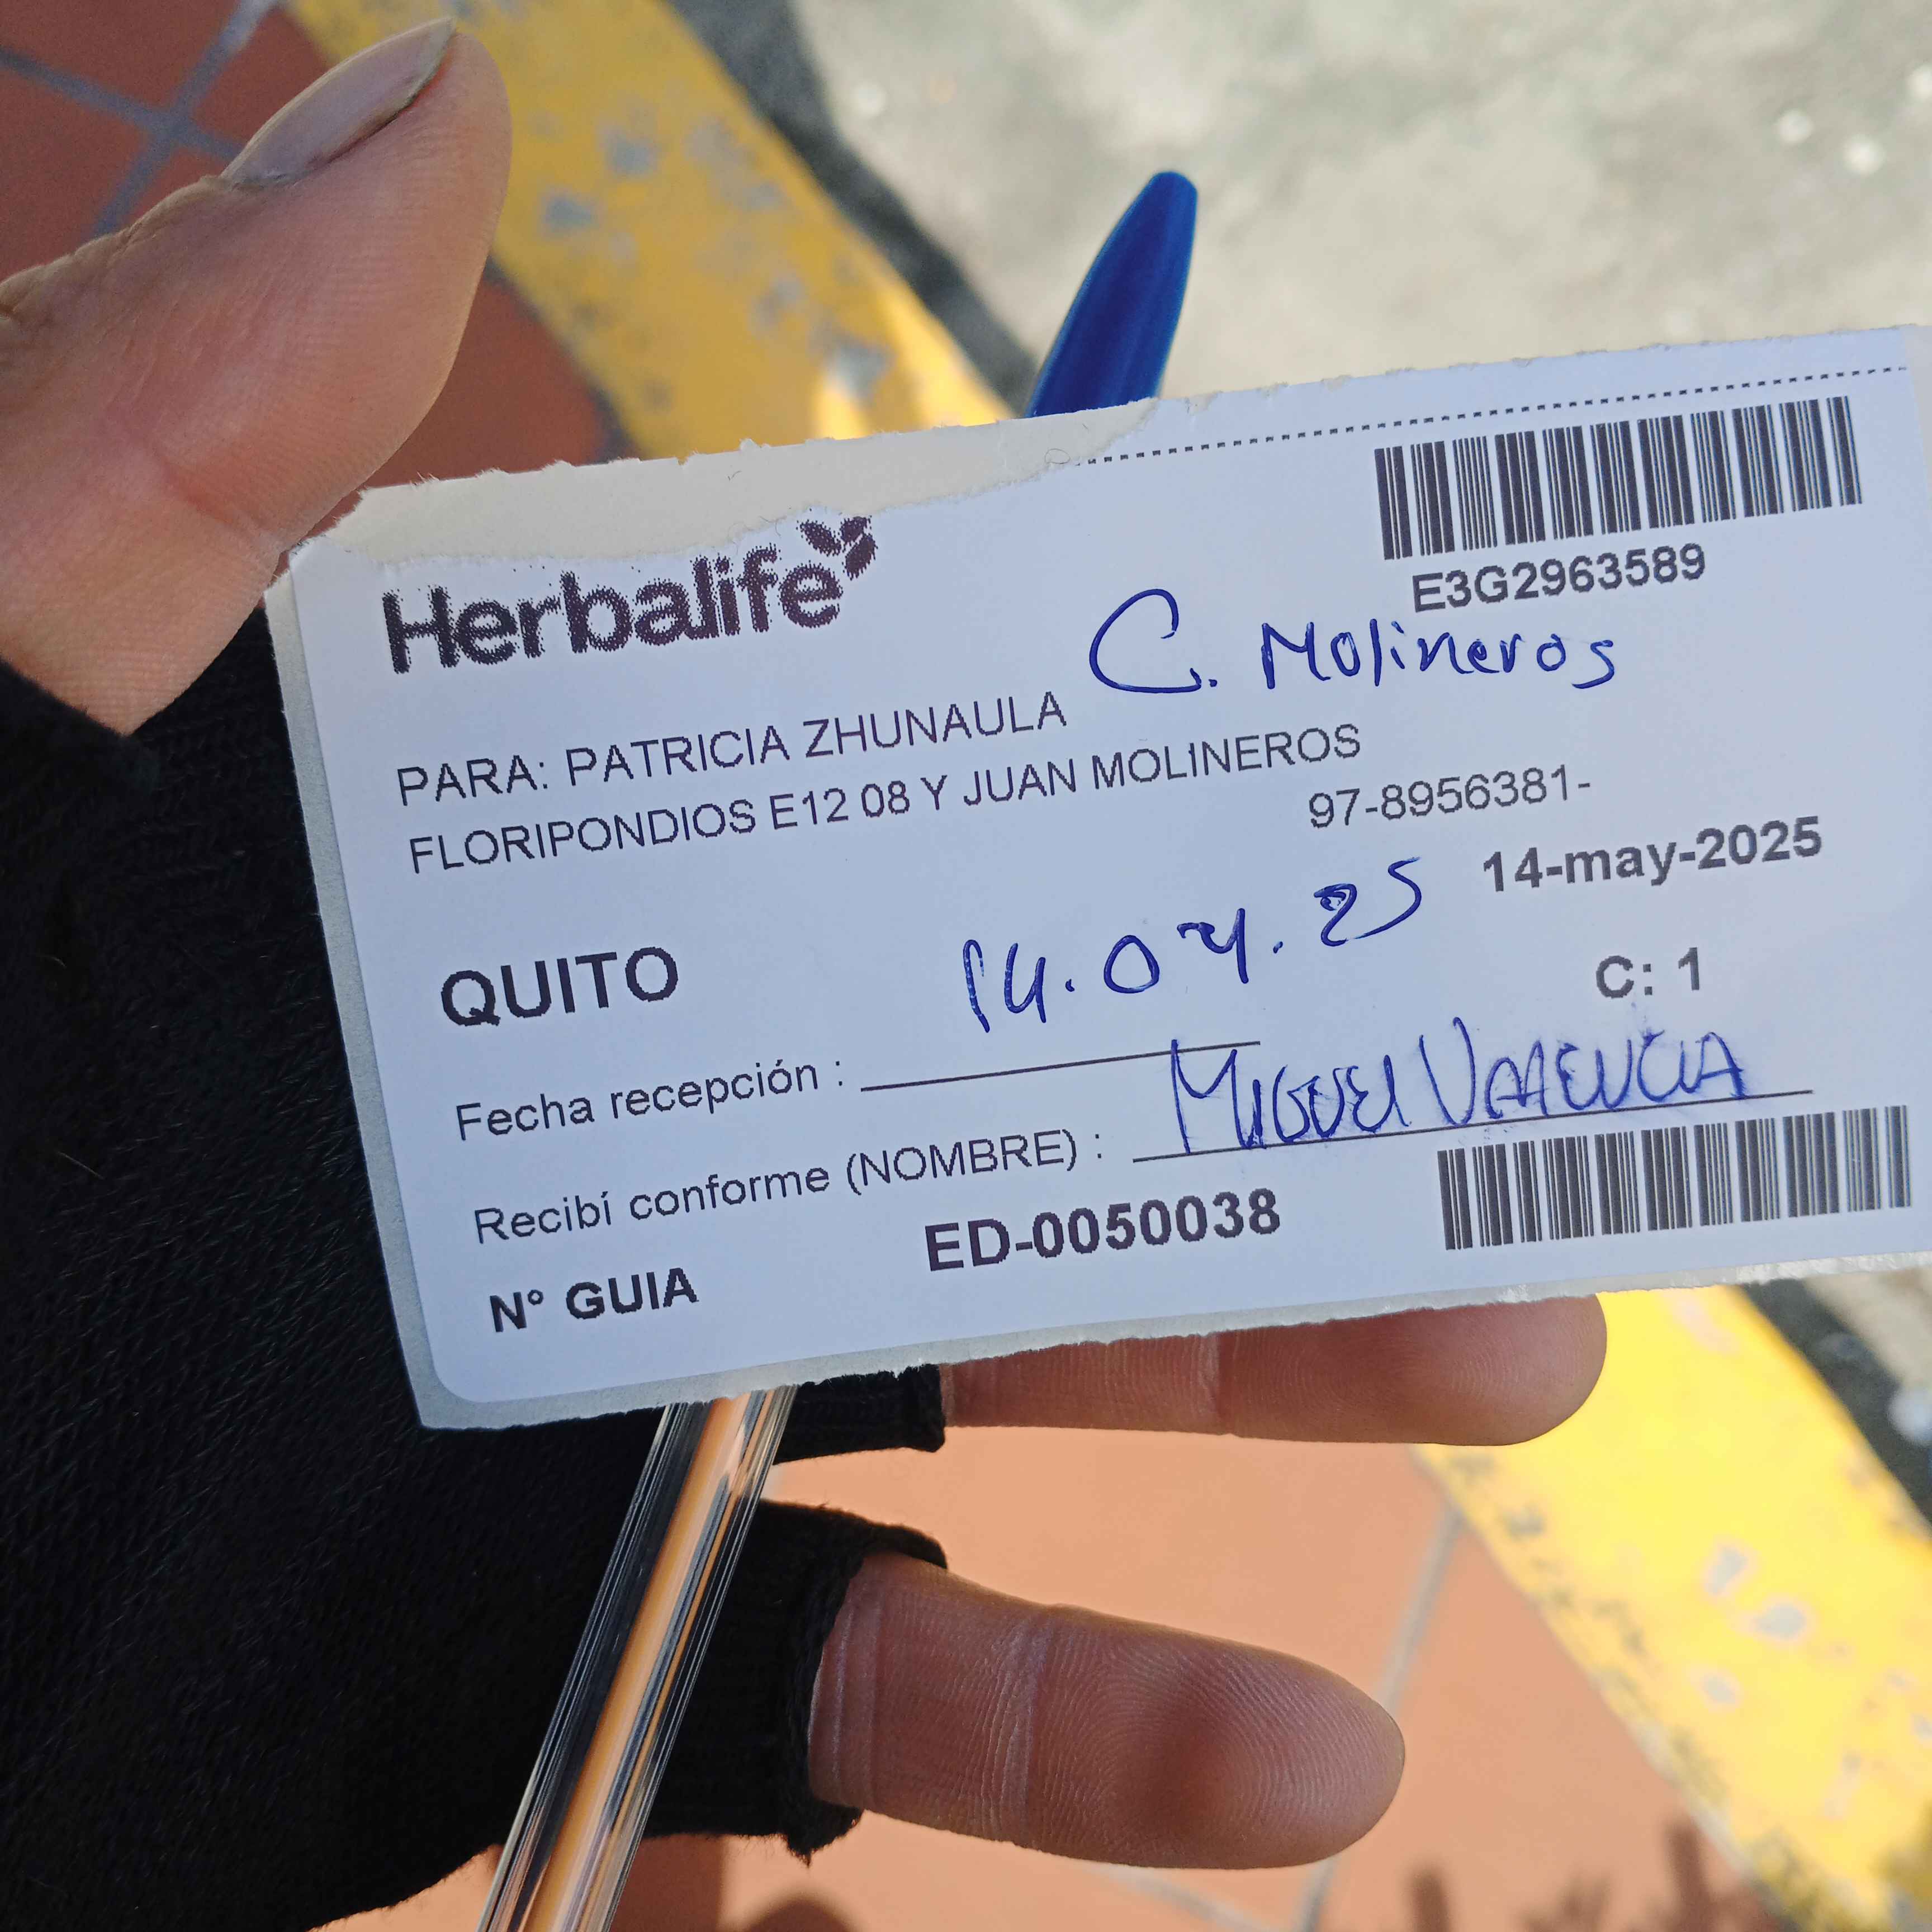 Herbalife
E3G2963589
C. Molineros
PARA: PATRICIA ZHUNAULA
FLORIPONDIOS E12 08 Y JUAN MOLINEROS
97-8956381-
14-may-2025
QUITO
14.04.25
C: 1
Fecha recepción :
Recibí conforme (NOMBRE) : MIGUEL VALENCIA
N° GUIA ED-0050038